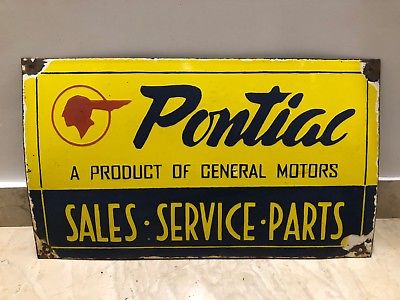 Pontiac
A PRODUCT OF GENERAL MOTORS
SALES·SERVICE·PARTS